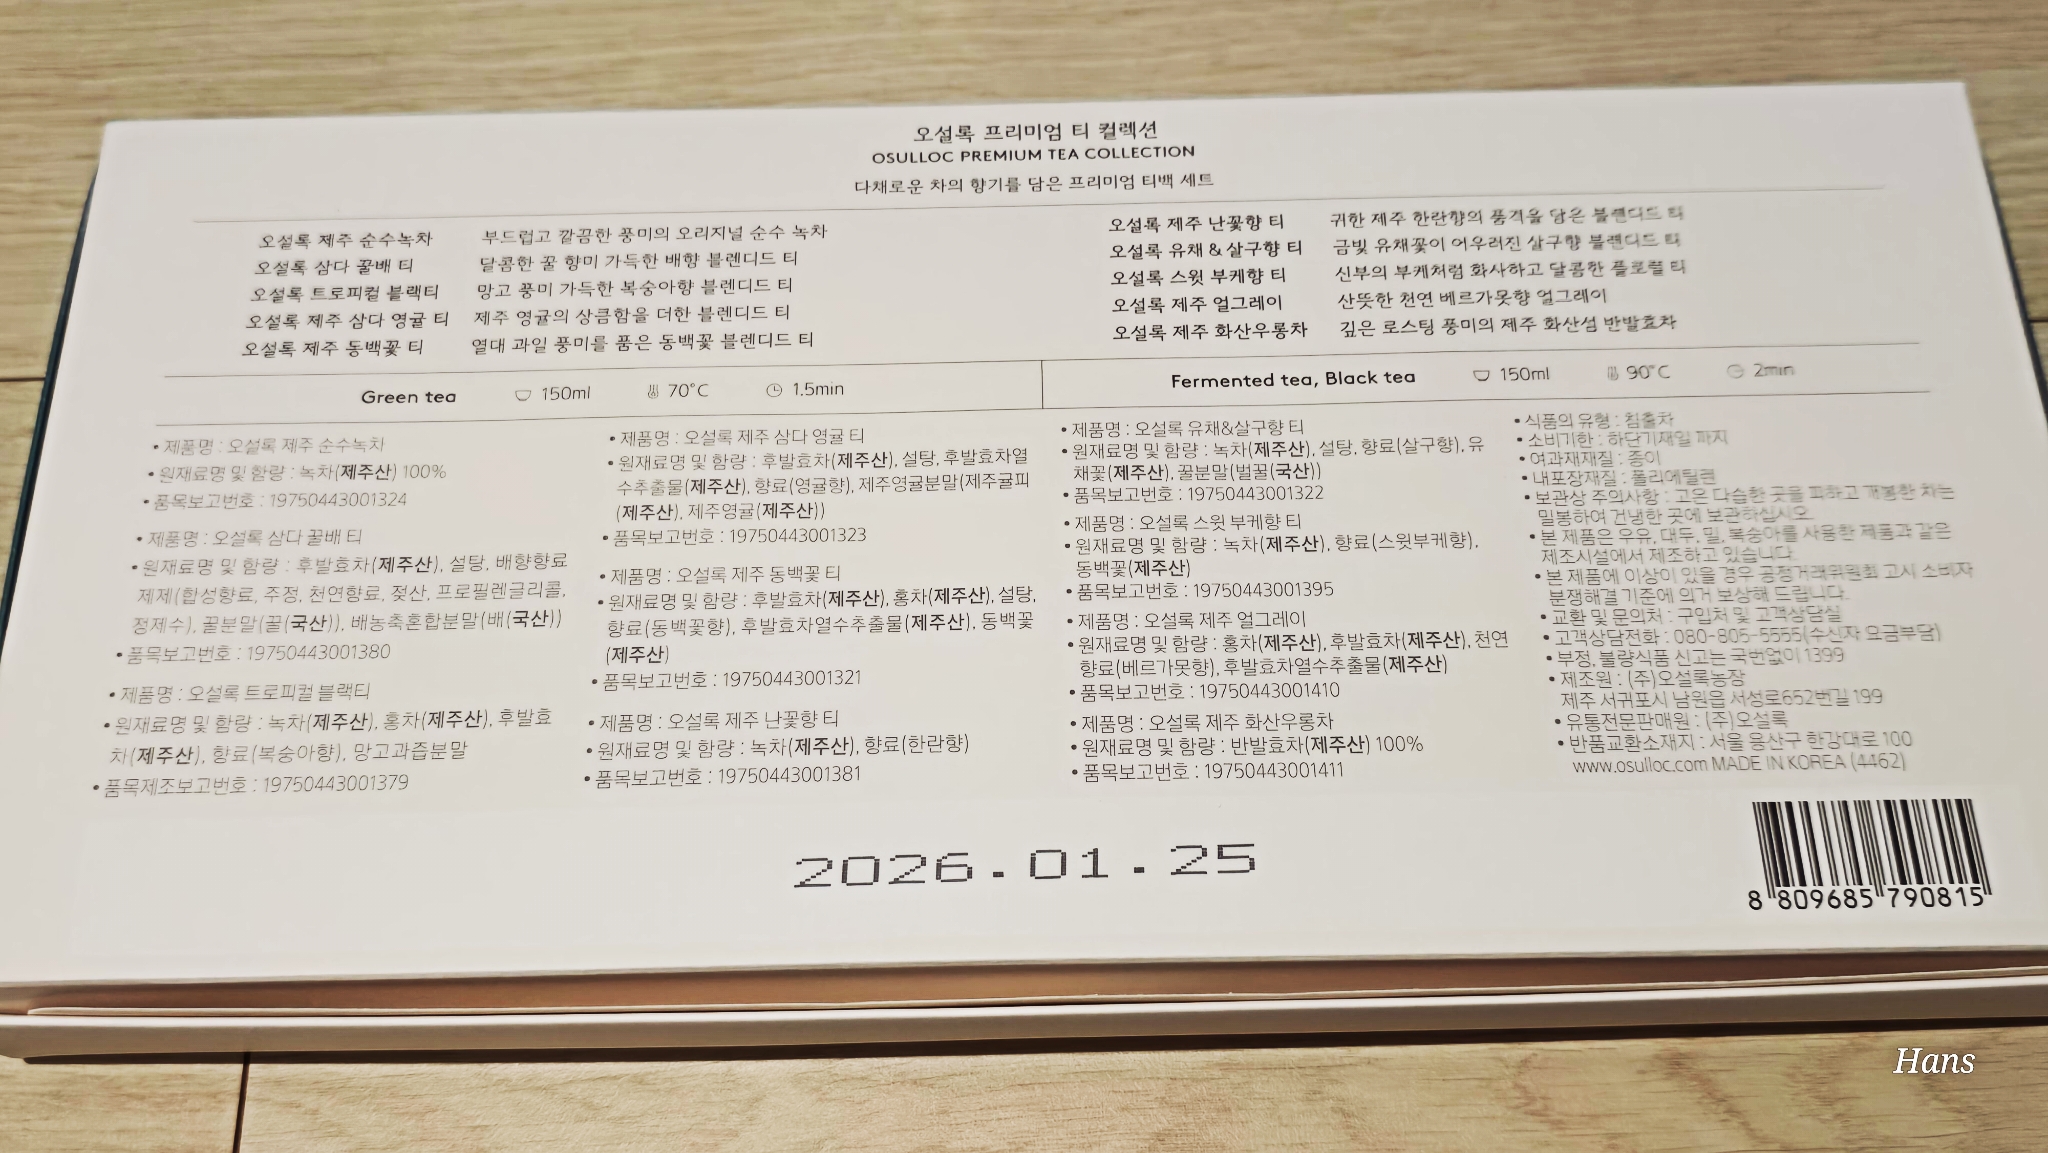 오설록 프리미엄 티 컬렉션
OSULLOC PREMIUM TEA COLLECTION
다채로운 차의 향기를 담은 프리미엄 티백 세트
오설록 제주 순수녹차 부드럽고 깔끔한 풍미의 오리지널 순수 녹차
오설록 삼다 꿀배 티 달콤한 꿀 향미 가득한 배향 블렌디드 티
오설록 트로피컬 블랙티 망고 풍미 가득한 복숭아향 블렌디드 티
오설록 제주 삼다 영귤 티 제주 영귤의 상큼함을 더한 블렌디드 티
오설록 제주 동백꽃 티 열대 과일 풍미를 품은 동백꽃 블렌디드 티
오설록 제주 난꽃향 티 귀한 제주 한란향의 풍격을 담은 블렌디드 티
오설록 유채 & 살구향 티 금빛 유채꽃이 어우러진 살구향 블렌디드 티
오설록 스윗 부케향 티 신부의 부케처럼 화사하고 달콤한 플로럴 티
오설록 제주 얼그레이 산뜻한 천연 베르가못향 얼그레이
오설록 제주 화산우롱차 깊은 로스팅 풍미의 제주 화산섬 반발효차
Green tea 150ml 70°C 1.5min
Fermented tea, Black tea 150ml 90°C 2min
• 제품명 : 오설록 제주 순수녹차
• 원재료명 및 함량 : 녹차(제주산) 100%
• 품목보고번호 : 19750443001324
• 제품명 : 오설록 삼다 꿀배 티
• 원재료명 및 함량 : 후발효차(제주산), 설탕, 배향향료
제제(합성향료, 주정, 천연향료, 젖산, 프로필렌글리콜,
정제수), 꿀분말(꿀(국산)), 배농축혼합분말(배(국산))
• 품목보고번호 : 19750443001380
• 제품명 : 오설록 트로피컬 블랙티
• 원재료명 및 함량 : 녹차(제주산), 홍차(제주산), 후발효
차(제주산), 향료(복숭아향), 망고과즙분말
• 품목제조보고번호 : 19750443001379
• 제품명 : 오설록 제주 삼다 영귤 티
• 원재료명 및 함량 : 후발효차(제주산), 설탕, 후발효차열
수추출물(제주산), 향료(영귤향), 제주영귤분말(제주귤피
(제주산), 제주영귤(제주산))
• 품목보고번호 : 19750443001323
• 제품명 : 오설록 제주 동백꽃 티
• 원재료명 및 함량 : 후발효차(제주산), 홍차(제주산), 설탕,
향료(동백꽃향), 후발효차열수추출물(제주산), 동백꽃
(제주산)
• 품목보고번호 : 19750443001321
• 제품명 : 오설록 제주 난꽃향 티
• 원재료명 및 함량 : 녹차(제주산), 향료(한란향)
• 품목보고번호 : 19750443001381
• 제품명 : 오설록 유채&살구향 티
• 원재료명 및 함량 : 녹차(제주산), 설탕, 향료(살구향), 유
채꽃(제주산), 꿀분말(벌꿀(국산))
• 품목보고번호 : 19750443001322
• 제품명 : 오설록 스윗 부케향 티
• 원재료명 및 함량 : 녹차(제주산), 향료(스윗부케향),
동백꽃(제주산)
• 품목보고번호 : 19750443001395
• 제품명 : 오설록 제주 얼그레이
• 원재료명 및 함량 : 홍차(제주산), 후발효차(제주산), 천연
향료(베르가못향), 후발효차열수추출물(제주산)
• 품목보고번호 : 19750443001410
• 제품명 : 오설록 제주 화산우롱차
• 원재료명 및 함량 : 반발효차(제주산) 100%
• 품목보고번호 : 19750443001411
• 식품의 유형 : 침출차
• 소비기한 : 하단기재일 까지
• 여과재재질 : 종이
• 내포장재질 : 폴리에틸렌
• 보관상 주의사항 : 고온 다습한 곳을 피하고 개봉한 차는
밀봉하여 건냉한 곳에 보관하십시오.
• 본 제품은 우유, 대두, 밀, 복숭아를 사용한 제품과 같은
제조시설에서 제조하고 있습니다.
• 본 제품에 이상이 있을 경우 공정거래위원회 고시 소비자
분쟁해결 기준에 의거 보상해 드립니다.
• 교환 및 문의처 : 구입처 및 고객상담실
• 고객상담전화 : 080-805-5555(수신자 요금부담)
• 부정, 불량식품 신고는 국번없이 1399
• 제조원 : (주)오설록농장
제주 서귀포시 남원읍 서성로652번길 199
• 유통전문판매원 : (주)오설록
• 반품교환소재지 : 서울 용산구 한강대로 100
www.osulloc.com MADE IN KOREA (4462)
2026.01.25
8 809685 790815
Hans